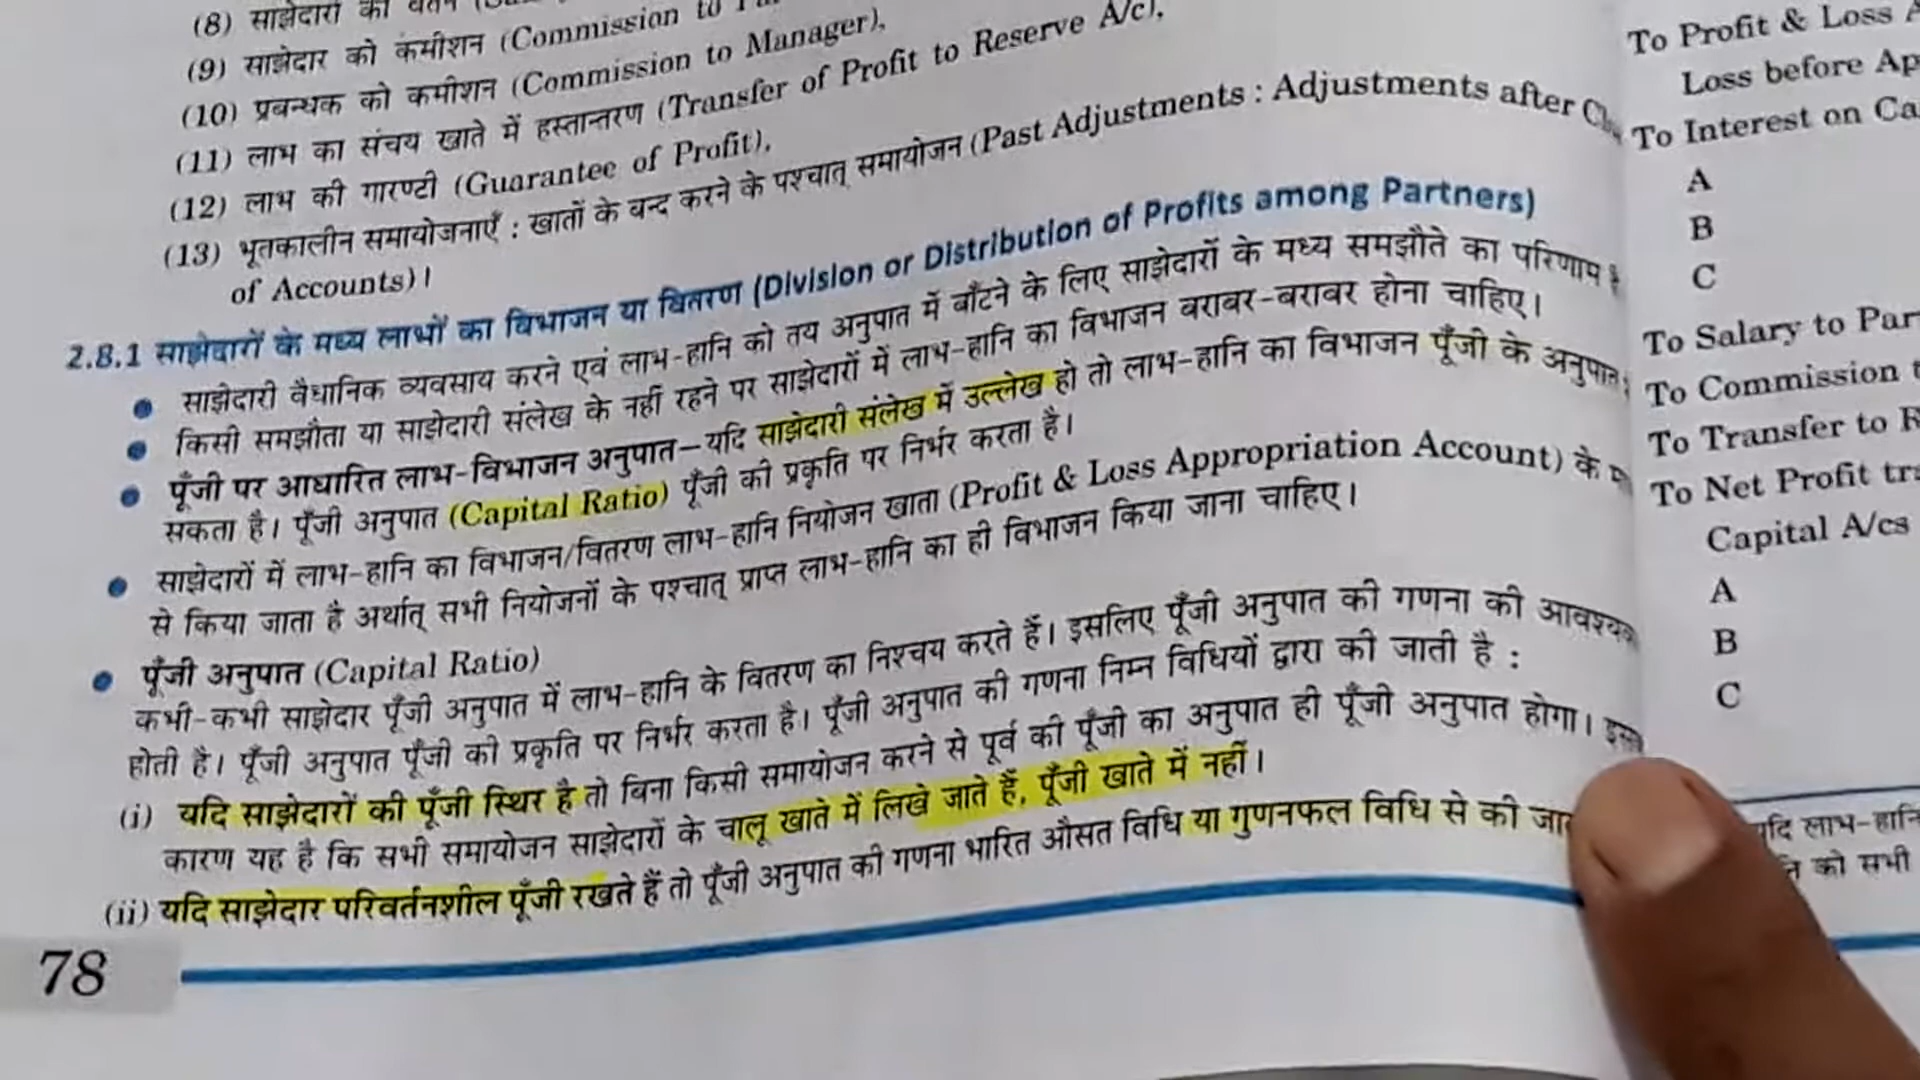 (8) साझेदारों का वेतन
(9) साझेदार को कमीशन (Commission to
(10) प्रबन्धक को कमीशन (Commission to Manager),
(11) लाभ का संचय खाते में हस्तान्तरण (Transfer of Profit to Reserve A/c),
(12) लाभ की गारण्टी (Guarantee of Profit),
(13) भूतकालीन समायोजनाएँ : खातों के बन्द करने के पश्चात् समायोजन (Past Adjustments : Adjustments after
of Accounts)।
2.8.1 साझेदारों के मध्य लाभों का विभाजन या वितरण (Division or Distribution of Profits among Partners)
साझेदारी वैधानिक व्यवसाय करने एवं लाभ-हानि को तय अनुपात में बाँटने के लिए साझेदारों के मध्य समझौते का परिणाम
किसी समझौता या साझेदारी संलेख के नहीं रहने पर साझेदारों में लाभ-हानि का विभाजन बराबर-बराबर होना चाहिए।
पूँजी पर आधारित लाभ-विभाजन अनुपात–यदि साझेदारी संलेख में उल्लेख हो तो लाभ-हानि का विभाजन पूँजी के अनुपात
सकता है। पूँजी अनुपात (Capital Ratio) पूँजी की प्रकृति पर निर्भर करता है।
साझेदारों में लाभ-हानि का विभाजन/वितरण लाभ-हानि नियोजन खाता (Profit & Loss Appropriation Account) के
से किया जाता है अर्थात् सभी नियोजनों के पश्चात् प्राप्त लाभ-हानि का ही विभाजन किया जाना चाहिए।
पूँजी अनुपात (Capital Ratio)
कभी-कभी साझेदार पूँजी अनुपात में लाभ-हानि के वितरण का निश्चय करते हैं। इसलिए पूँजी अनुपात की गणना की
होती है। पूँजी अनुपात पूँजी की प्रकृति पर निर्भर करता है। पूँजी अनुपात की गणना निम्न विधियों द्वारा की जाती है :
(i) यदि साझेदारों की पूँजी स्थिर है तो बिना किसी समायोजन करने से पूर्व की पूँजी का अनुपात ही पूँजी अनुपात होगा।
कारण यह है कि सभी समायोजन साझेदारों के चालू खाते में लिखे जाते हैं, पूँजी खाते में नहीं।
(ii) यदि साझेदार परिवर्तनशील पूँजी रखते हैं तो पूँजी अनुपात की गणना भारित औसत विधि या गुणनफल विधि से की
78
To Profit & Loss
Loss before
To Interest on
A
B
C
To Salary to
To Commission
To Transfer to
To Net Profit
Capital A/cs
A
B
C
लाभ-हानि
को सभी